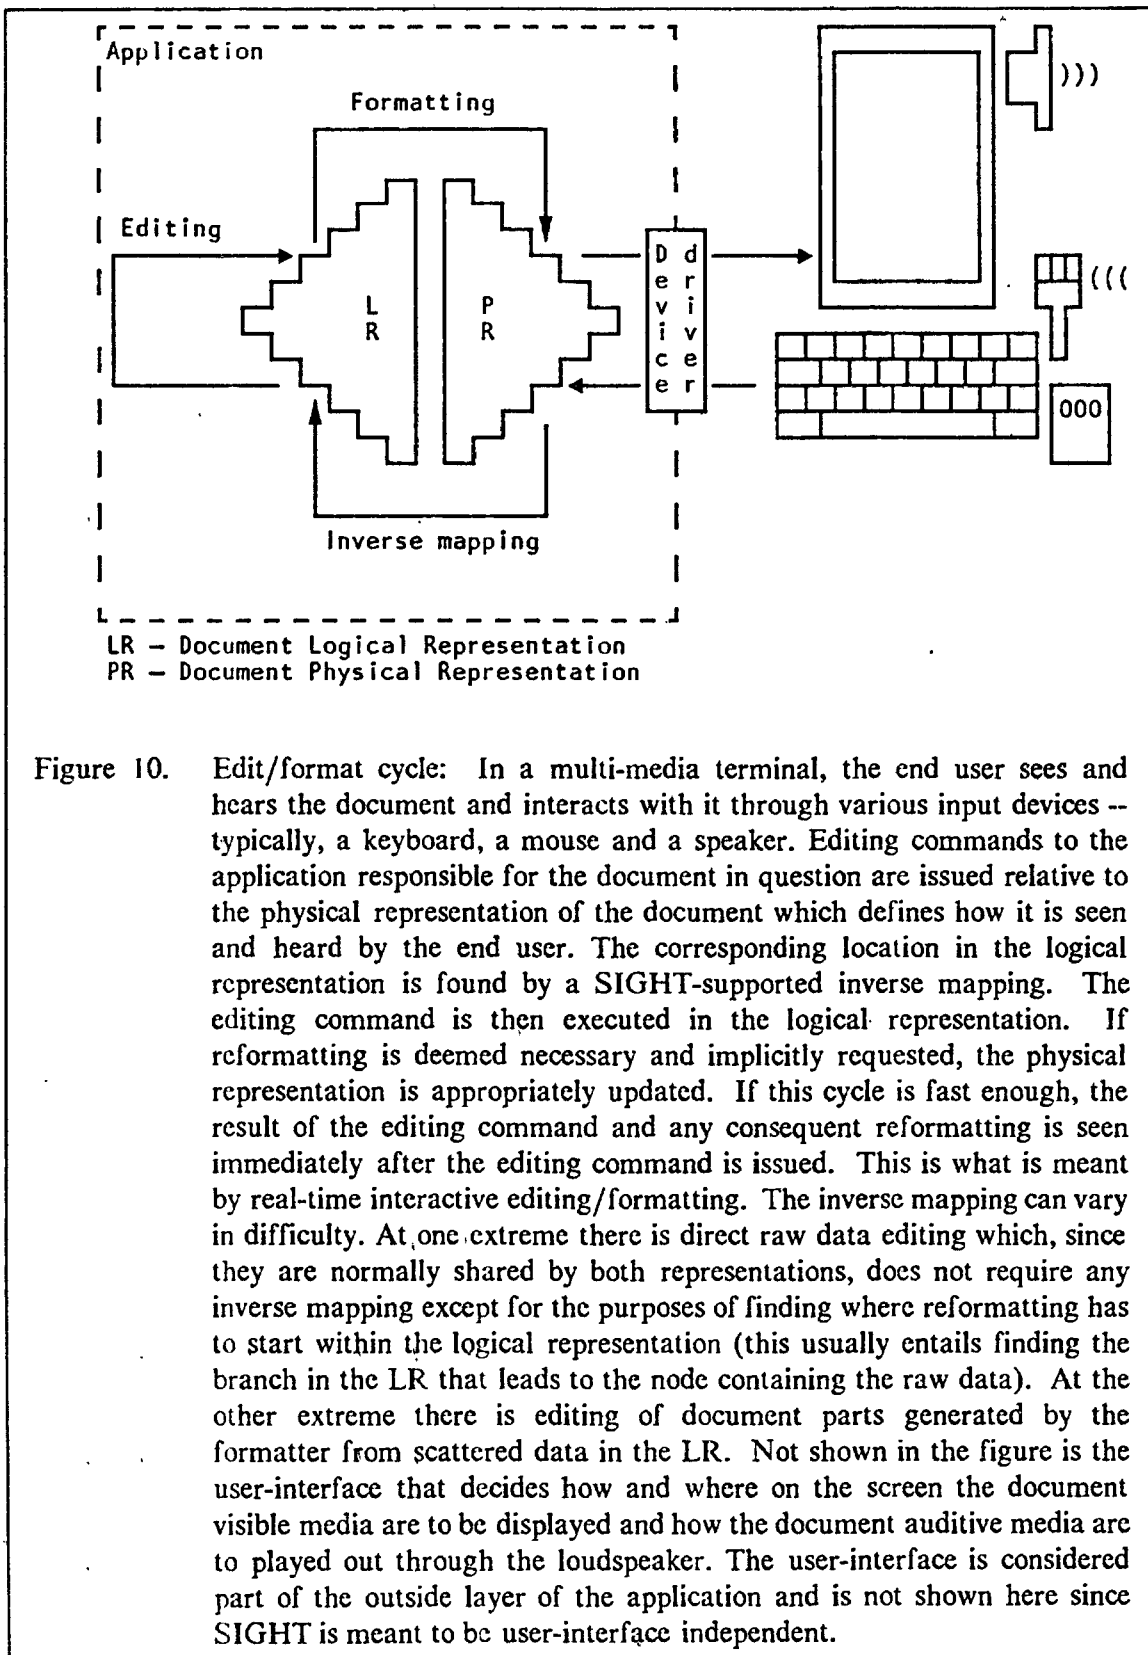 Application
Formatting
Editing
L
R
P
R
Device driver
)))
(((
000
Inverse mapping
LR — Document Logical Representation
PR — Document Physical Representation
Figure 10. Edit/format cycle: In a multi-media terminal, the end user sees and
hears the document and interacts with it through various input devices --
typically, a keyboard, a mouse and a speaker. Editing commands to the
application responsible for the document in question are issued relative to
the physical representation of the document which defines how it is seen
and heard by the end user. The corresponding location in the logical
representation is found by a SIGHT-supported inverse mapping. The
editing command is then executed in the logical representation. If
reformatting is deemed necessary and implicitly requested, the physical
representation is appropriately updated. If this cycle is fast enough, the
result of the editing command and any consequent reformatting is seen
immediately after the editing command is issued. This is what is meant
by real-time interactive editing/formatting. The inverse mapping can vary
in difficulty. At one extreme there is direct raw data editing which, since
they are normally shared by both representations, does not require any
inverse mapping except for the purposes of finding where reformatting has
to start within the logical representation (this usually entails finding the
branch in the LR that leads to the node containing the raw data). At the
other extreme there is editing of document parts generated by the
formatter from scattered data in the LR. Not shown in the figure is the
user-interface that decides how and where on the screen the document
visible media are to be displayed and how the document auditive media are
to played out through the loudspeaker. The user-interface is considered
part of the outside layer of the application and is not shown here since
SIGHT is meant to be user-interface independent.